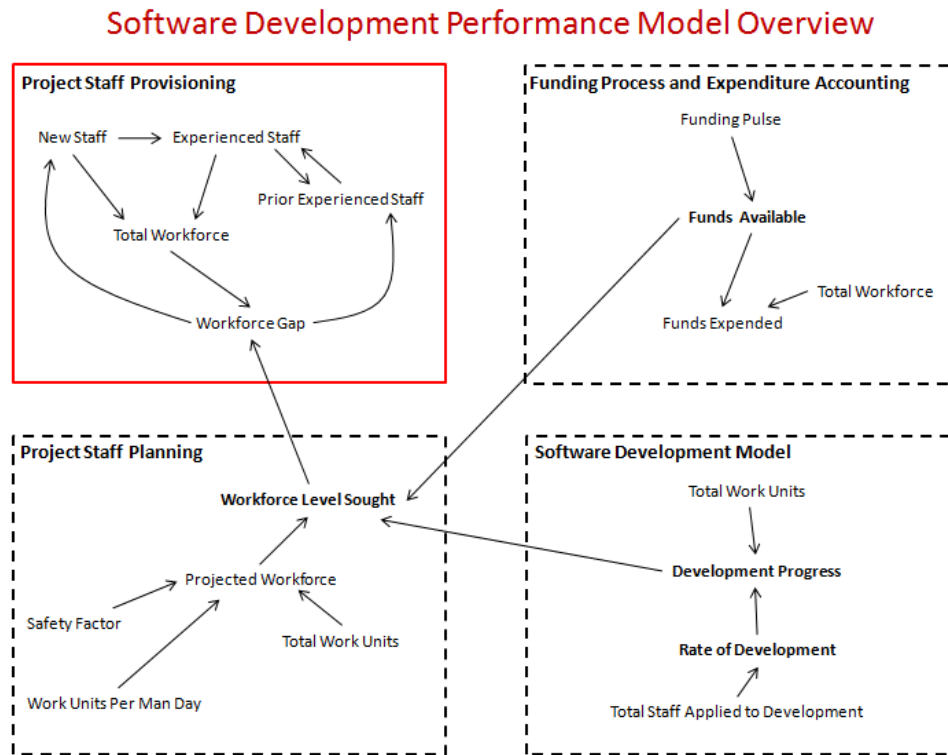 Software Development Performance Model Overview
Project Staff Provisioning
New Staff
Experienced Staff
Prior Experienced Staff
Total Workforce
Workforce Gap
Funding Process and Expenditure Accounting
Funding Pulse
Funds Available
Total Workforce
Funds Expended
Project Staff Planning
Workforce Level Sought
Projected Workforce
Safety Factor
Total Work Units
Work Units Per Man Day
Software Development Model
Total Work Units
Development Progress
Rate of Development
Total Staff Applied to Development